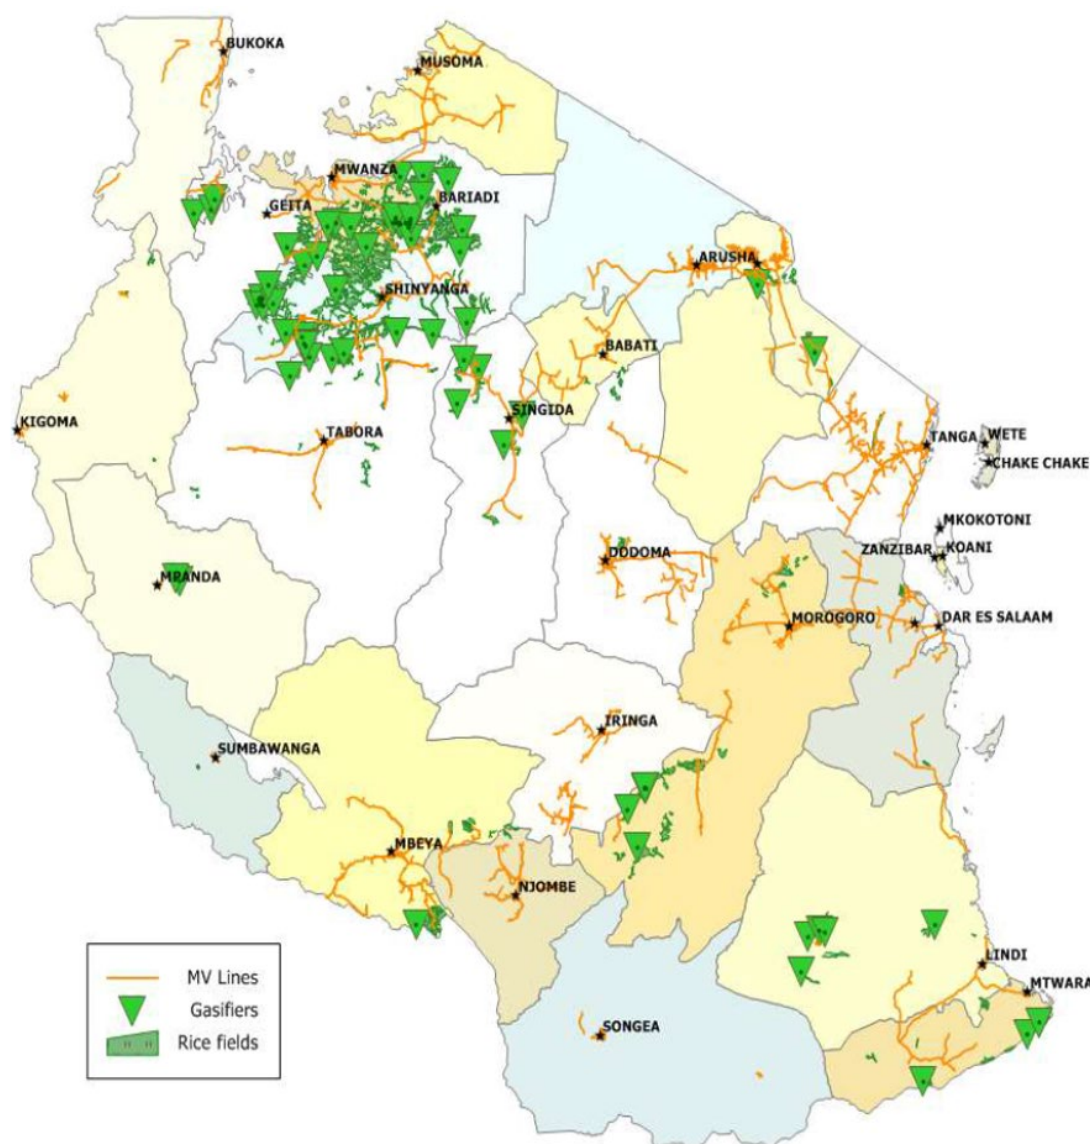 BUKOKA
MUSOMA
MWANZA
GEITA
BARIADI
ARUSHA
SHINYANGA
BABATI
KIGOMA
TABORA
SINGIDA
TANGA
WETE
CHAKE CHAKE
MKOKOTONI
ZANZIBAR
KOANI
DODOMA
MPANDA
MOROGORO
DAR ES SALAAM
IRINGA
SUMBAWANGA
MBEYA
NJOMBE
LINDI
MTWARA
SONGEA
MV Lines
Gasifiers
Rice fields